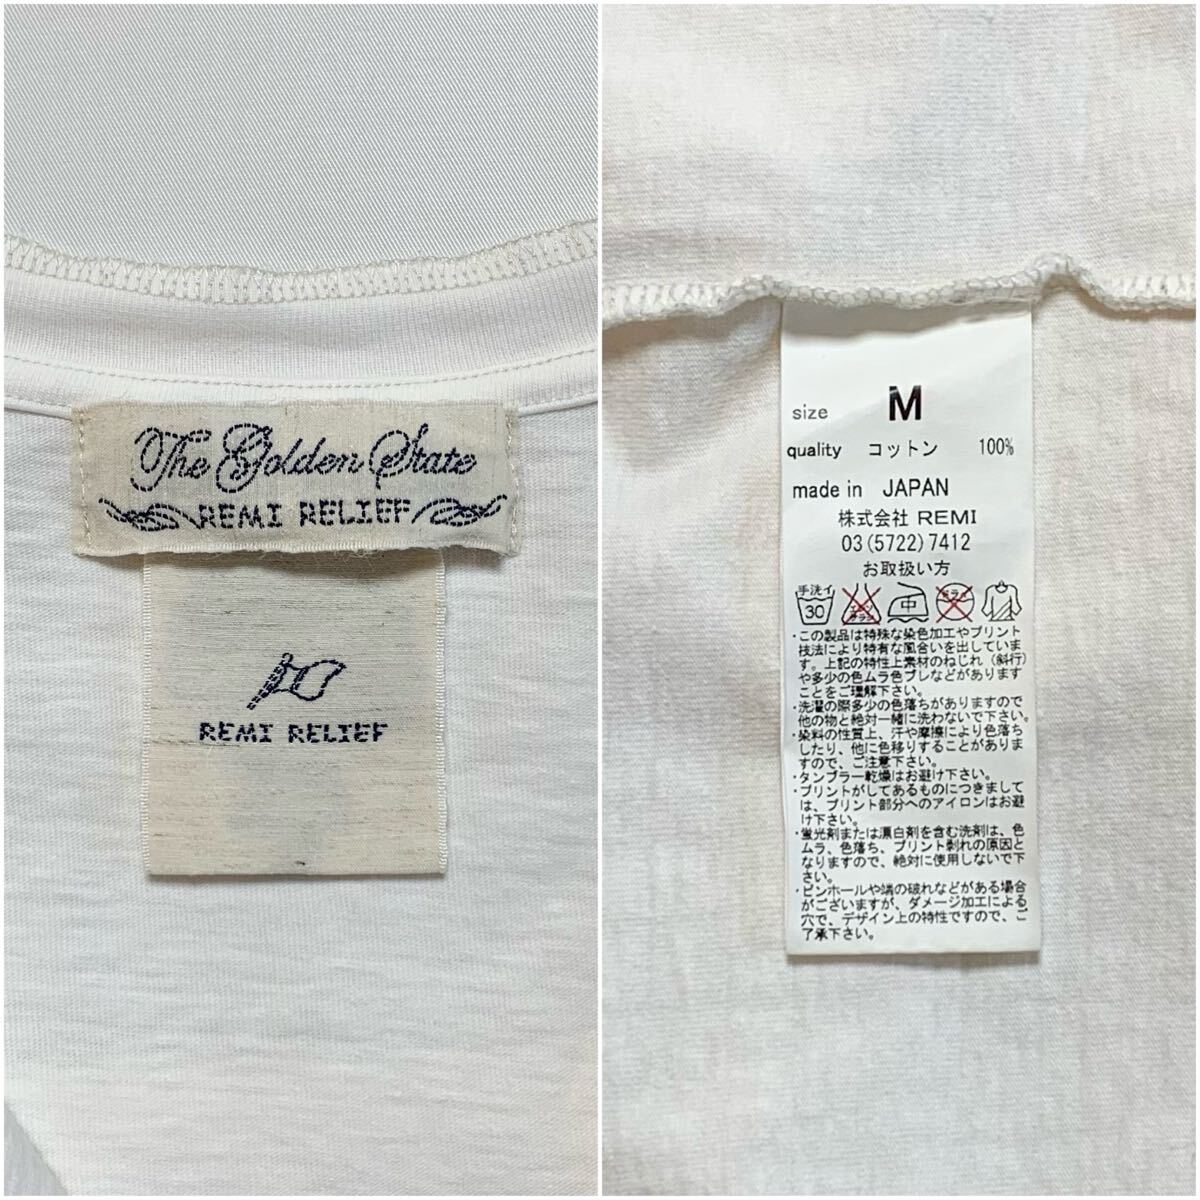 The Golden State
REMI RELIEF
REMI RELIEF
size M
quality コットン 100%
made in JAPAN
株式会社 REMI
03(5722)7412
お取扱い方
手洗イ
30
エンソ
サラシ
中
ドライ
・この製品は特殊な染色加工やプリント
技法により特有な風合いを出していま
す。上記の特性上素材のねじれ(斜行)
や多少の色ムラ色ブレなどがあります
ことをご理解下さい。
・洗濯の際多少の色落ちがありますので
他の物と絶対一緒に洗わないで下さい。
・染料の性質上、汗や摩擦により色落ち
したり、他に色移りすることがありま
すので、ご注意下さい。
・タンブラー乾燥はお避け下さい。
・プリントがしてあるものにつきまして
は、プリント部分へのアイロンはお避
け下さい。
・蛍光剤または漂白剤を含む洗剤は、色
ムラ、色落ち、プリント剥れの原因と
なりますので、絶対に使用しないで下
さい。
・ピンホールや端の破れなどがある場合
がございますが、ダメージ加工による
穴で、デザイン上の特性ですので、ご
了承下さい。